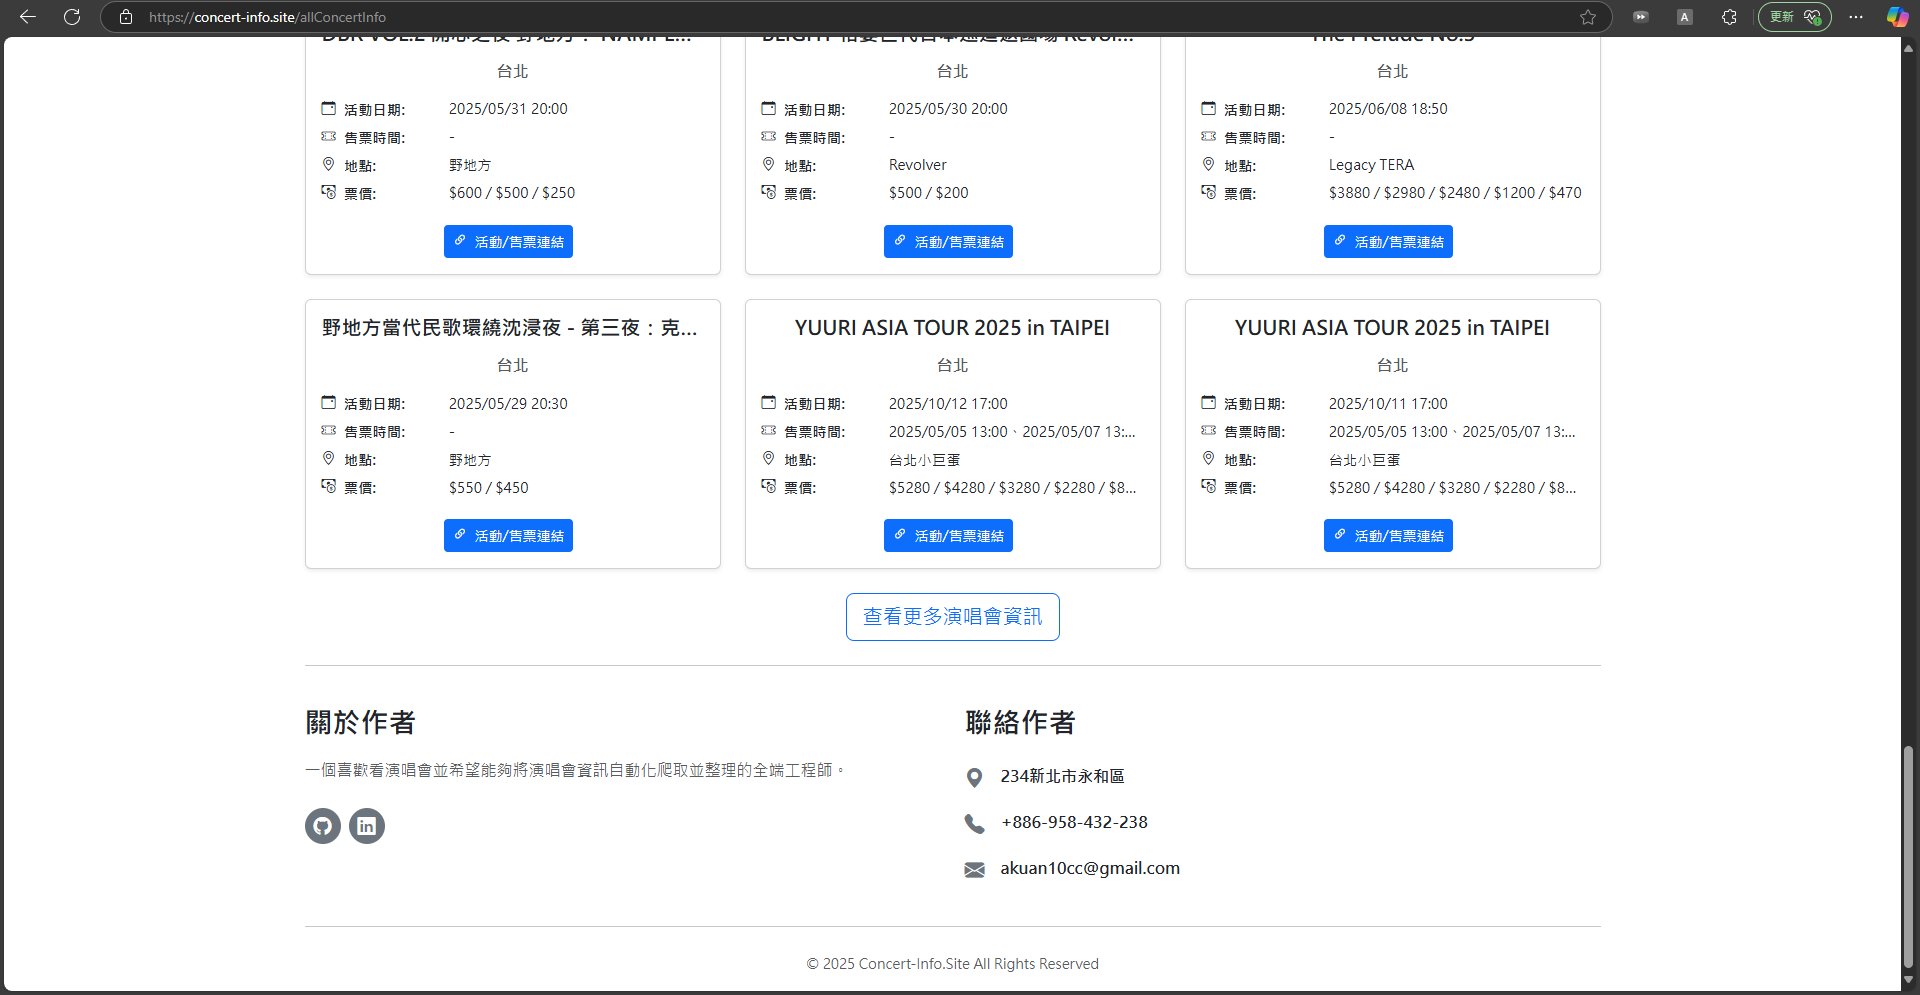 https://concert-info.site/allConcertInfo
A
更新
The Prelude No.3
台北
台北
台北
活動日期: 2025/05/31 20:00
售票時間: -
地點: 野地方
票價: $600 / $500 / $250
活動/售票連結
活動日期: 2025/05/30 20:00
售票時間: -
地點: Revolver
票價: $500 / $200
活動/售票連結
活動日期: 2025/06/08 18:50
售票時間: -
地點: Legacy TERA
票價: $3880 / $2980 / $2480 / $1200 / $470
活動/售票連結
野地方當代民歌環繞沈浸夜 - 第三夜：克...
台北
活動日期: 2025/05/29 20:30
售票時間: -
地點: 野地方
票價: $550 / $450
活動/售票連結
YUURI ASIA TOUR 2025 in TAIPEI
台北
活動日期: 2025/10/12 17:00
售票時間: 2025/05/05 13:00、2025/05/07 13:...
地點: 台北小巨蛋
票價: $5280 / $4280 / $3280 / $2280 / $8...
活動/售票連結
YUURI ASIA TOUR 2025 in TAIPEI
台北
活動日期: 2025/10/11 17:00
售票時間: 2025/05/05 13:00、2025/05/07 13:...
地點: 台北小巨蛋
票價: $5280 / $4280 / $3280 / $2280 / $8...
活動/售票連結
查看更多演唱會資訊
關於作者
一個喜歡看演唱會並希望能夠將演唱會資訊自動化爬取並整理的全端工程師。
in
聯絡作者
234新北市永和區
+886-958-432-238
akuan10cc@gmail.com
© 2025 Concert-Info.Site All Rights Reserved